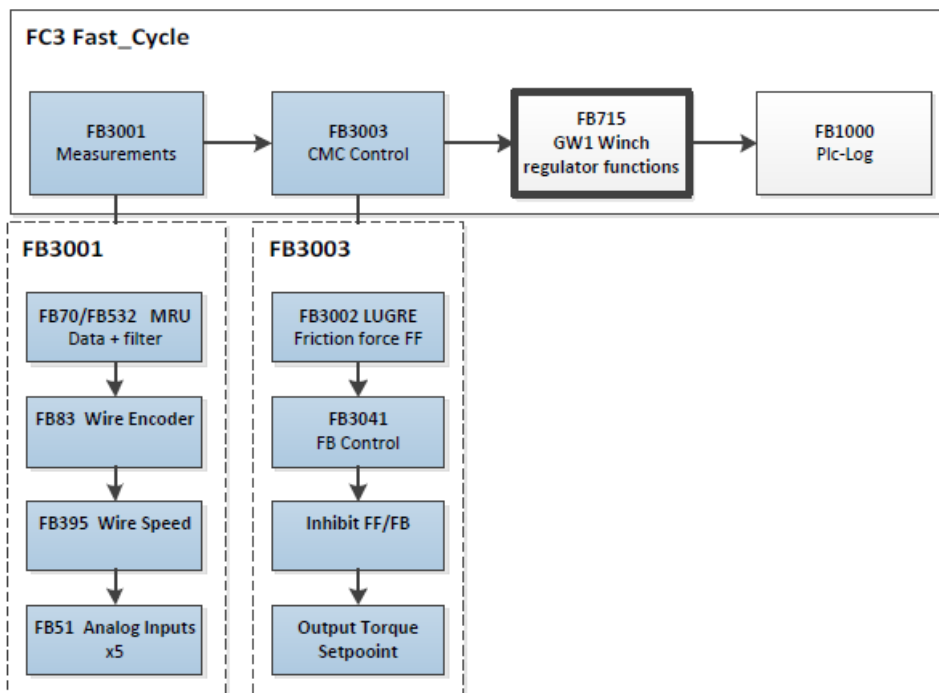 FC3 Fast_Cycle
FB3001
Measurements
FB3003
CMC Control
FB715
GW1 Winch
regulator functions
FB1000
Plc-Log
FB3001
FB70/FB532 MRU
Data + filter
FB83 Wire Encoder
FB395 Wire Speed
FB51 Analog Inputs
x5
FB3003
FB3002 LUGRE
Friction force FF
FB3041
FB Control
Inhibit FF/FB
Output Torque
Setpooint